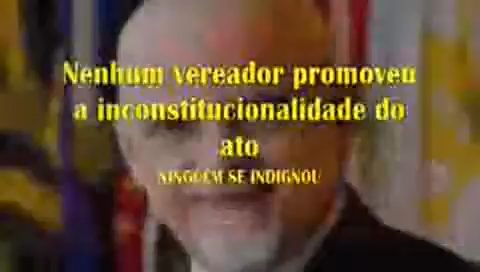 Nenhum vereador promoveu
a inconstitucionalidade do
ato
NINGUÉM SE INDIGNOU